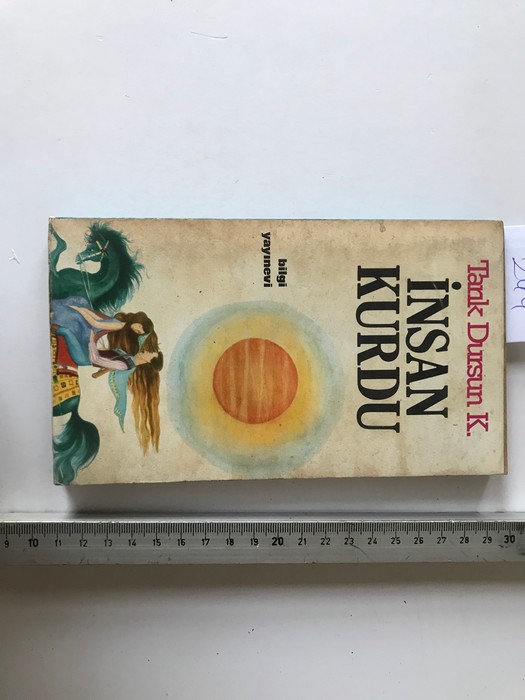 Tarık Dursun K.
İNSAN
KURDU
bilgi
yayınevi
9 10 11 12 13 14 15 16 17 18 19 20 21 22 23 24 25 26 27 28 29 30